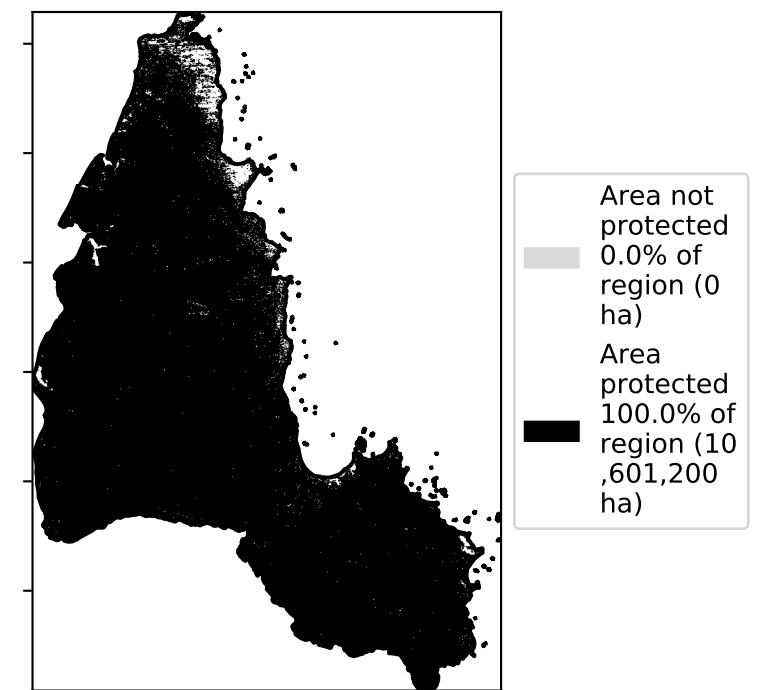 Area not
protected
0.0% of
region (0
ha)
Area
protected
100.0% of
region (10
,601,200
ha)